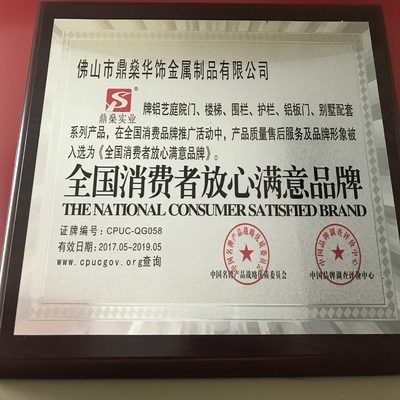 佛山市鼎燊华饰金属制品有限公司
鼎燊实业
牌铝艺庭院门、楼梯、围栏、护栏、铝板门、别墅配套
系列产品，在全国消费品牌推广活动中，产品质量售后服务及品牌形象被
入选为《全国消费者放心满意品牌》。
全国消费者放心满意品牌
THE NATIONAL CONSUMER SATISFIED BRAND
证牌编号：CPUC-QG058
有效日期：2017.05-2019.05
www.cpucgov.org查询
中国名牌产品战略优质委员会
中国品牌调查评价中心